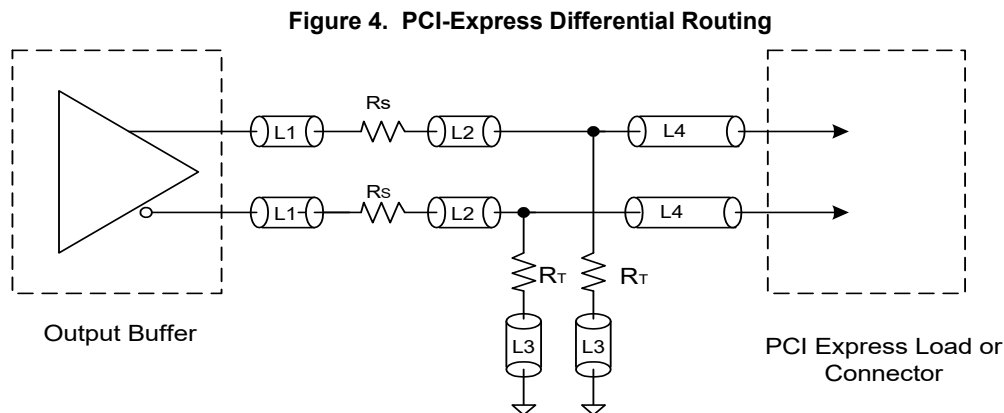 Figure 4. PCI-Express Differential Routing
L1 Rs L2 L4
L1 Rs L2 L4
RT RT
L3 L3
Output Buffer
PCI Express Load or
Connector